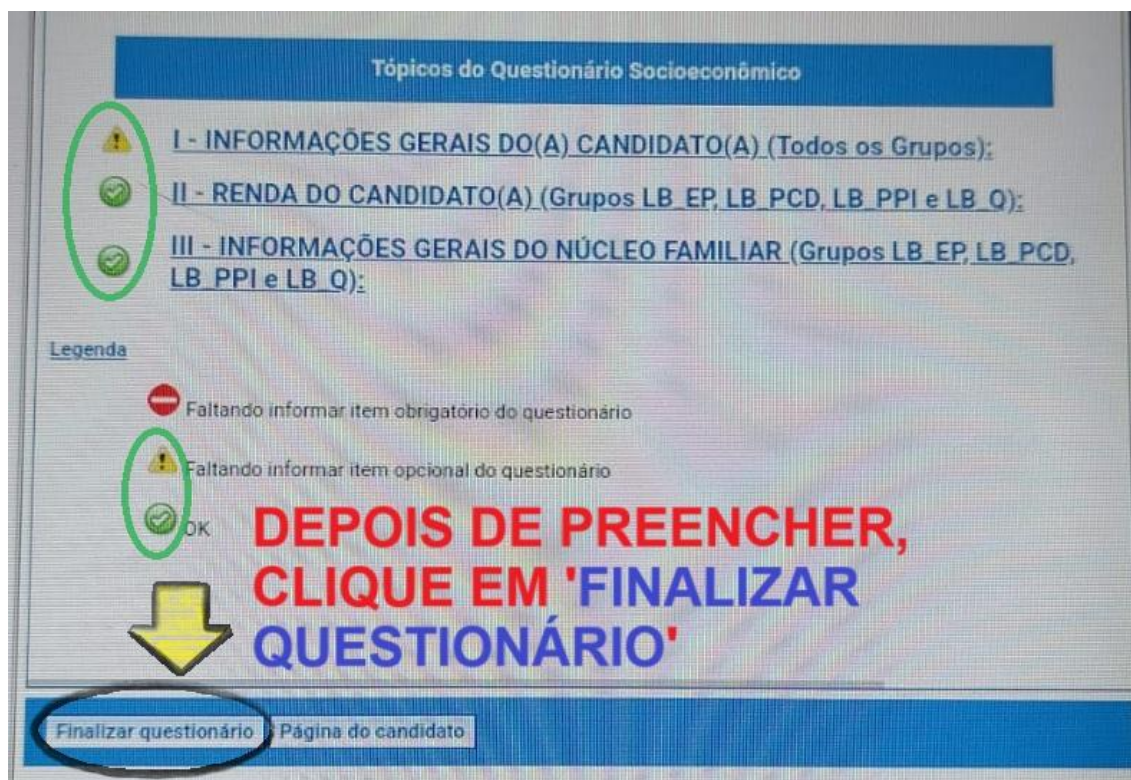 Tópicos do Questionário Socioeconômico
I - INFORMAÇÕES GERAIS DO(A) CANDIDATO(A) (Todos os Grupos):
II - RENDA DO CANDIDATO(A) (Grupos LB_EP, LB_PCD, LB_PPI e LB_Q):
III - INFORMAÇÕES GERAIS DO NÚCLEO FAMILIAR (Grupos LB_EP, LB_PCD,
LB_PPI e LB_Q):
Legenda
Faltando informar item obrigatório do questionário
Faltando informar item opcional do questionário
OK
DEPOIS DE PREENCHER,
CLIQUE EM 'FINALIZAR
QUESTIONÁRIO'
Finalizar questionário Página do candidato